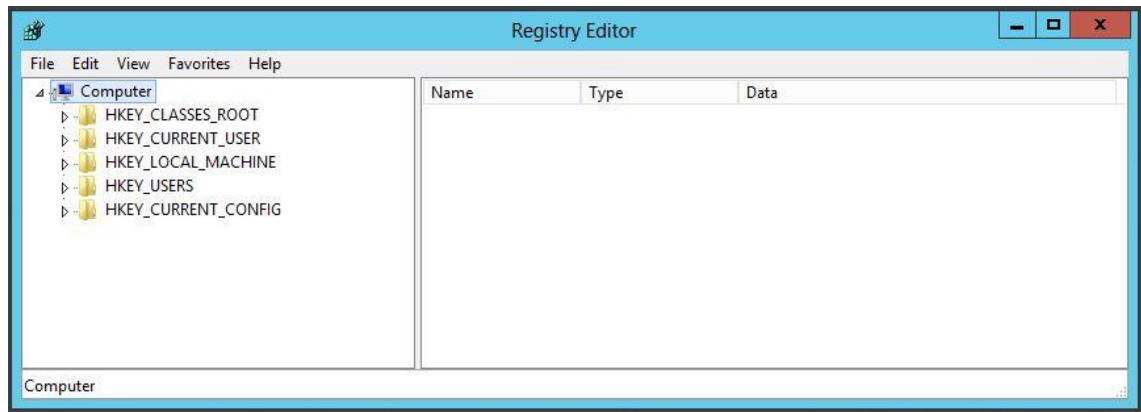 Registry Editor
x
File Edit View Favorites Help
Computer
HKEY_CLASSES_ROOT
HKEY_CURRENT_USER
HKEY_LOCAL_MACHINE
HKEY_USERS
HKEY_CURRENT_CONFIG
Name Type Data
Computer